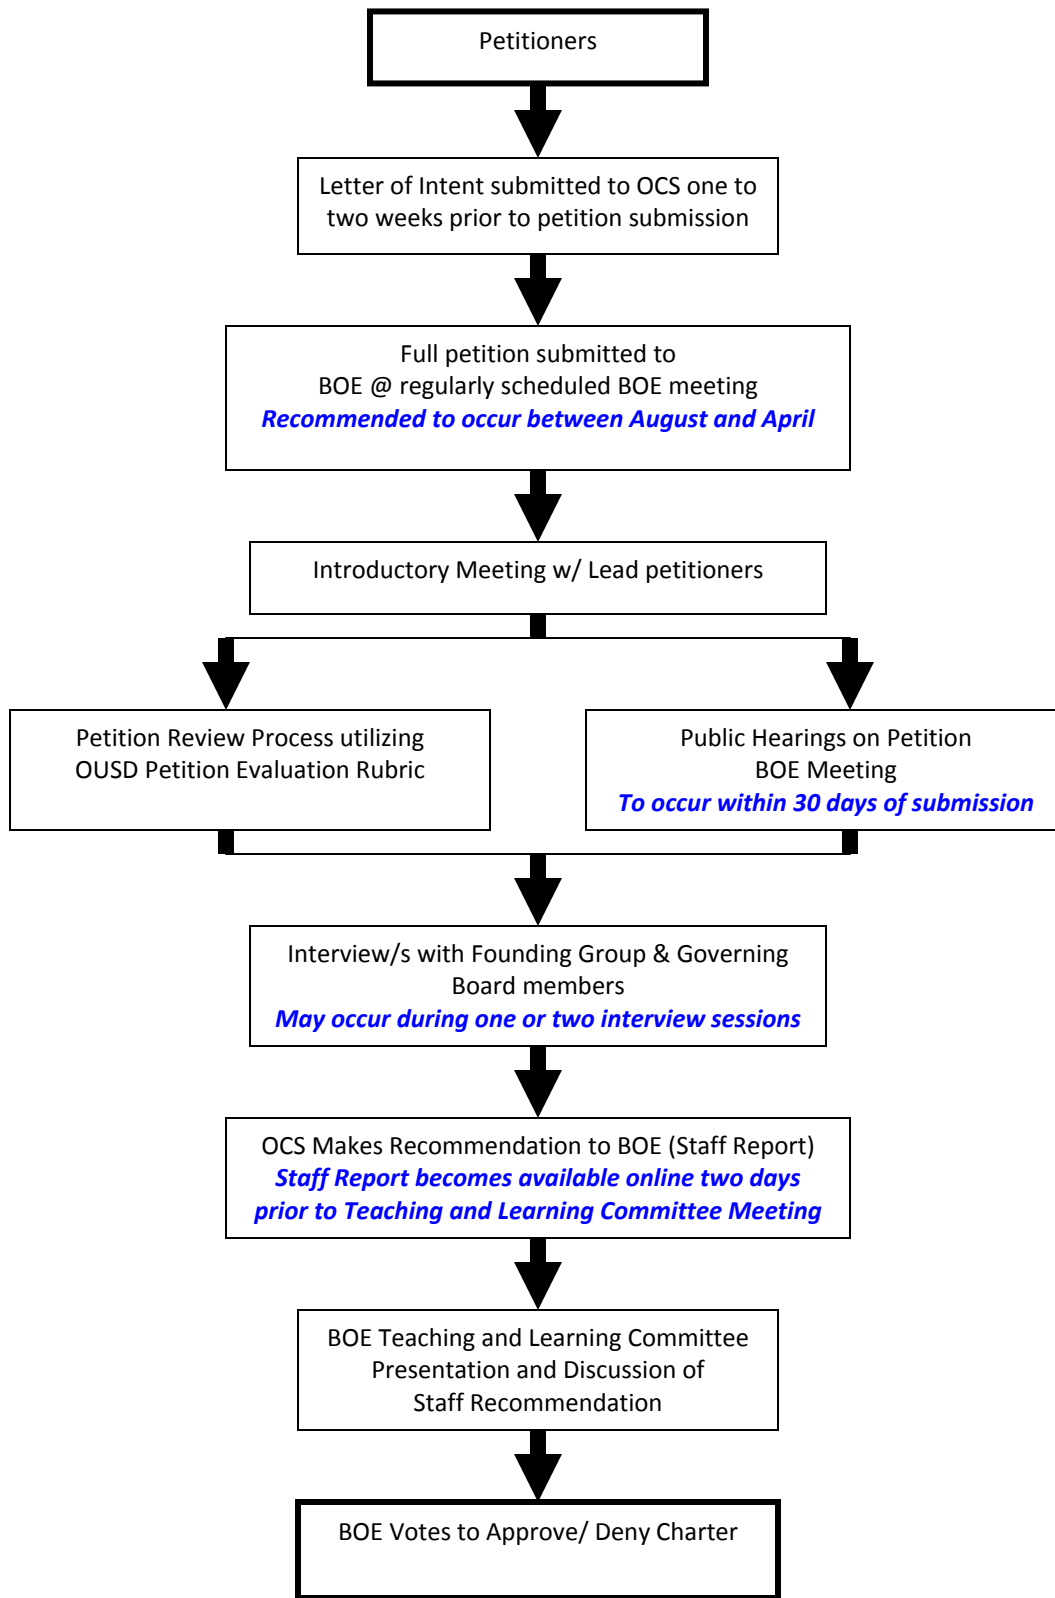 Petitioners
Letter of Intent submitted to OCS one to
two weeks prior to petition submission
Full petition submitted to
BOE @ regularly scheduled BOE meeting
Recommended to occur between August and April
Introductory Meeting w/ Lead petitioners
Petition Review Process utilizing
OUSD Petition Evaluation Rubric
Public Hearings on Petition
BOE Meeting
To occur within 30 days of submission
Interview/s with Founding Group & Governing
Board members
May occur during one or two interview sessions
OCS Makes Recommendation to BOE (Staff Report)
Staff Report becomes available online two days
prior to Teaching and Learning Committee Meeting
BOE Teaching and Learning Committee
Presentation and Discussion of
Staff Recommendation
BOE Votes to Approve/ Deny Charter